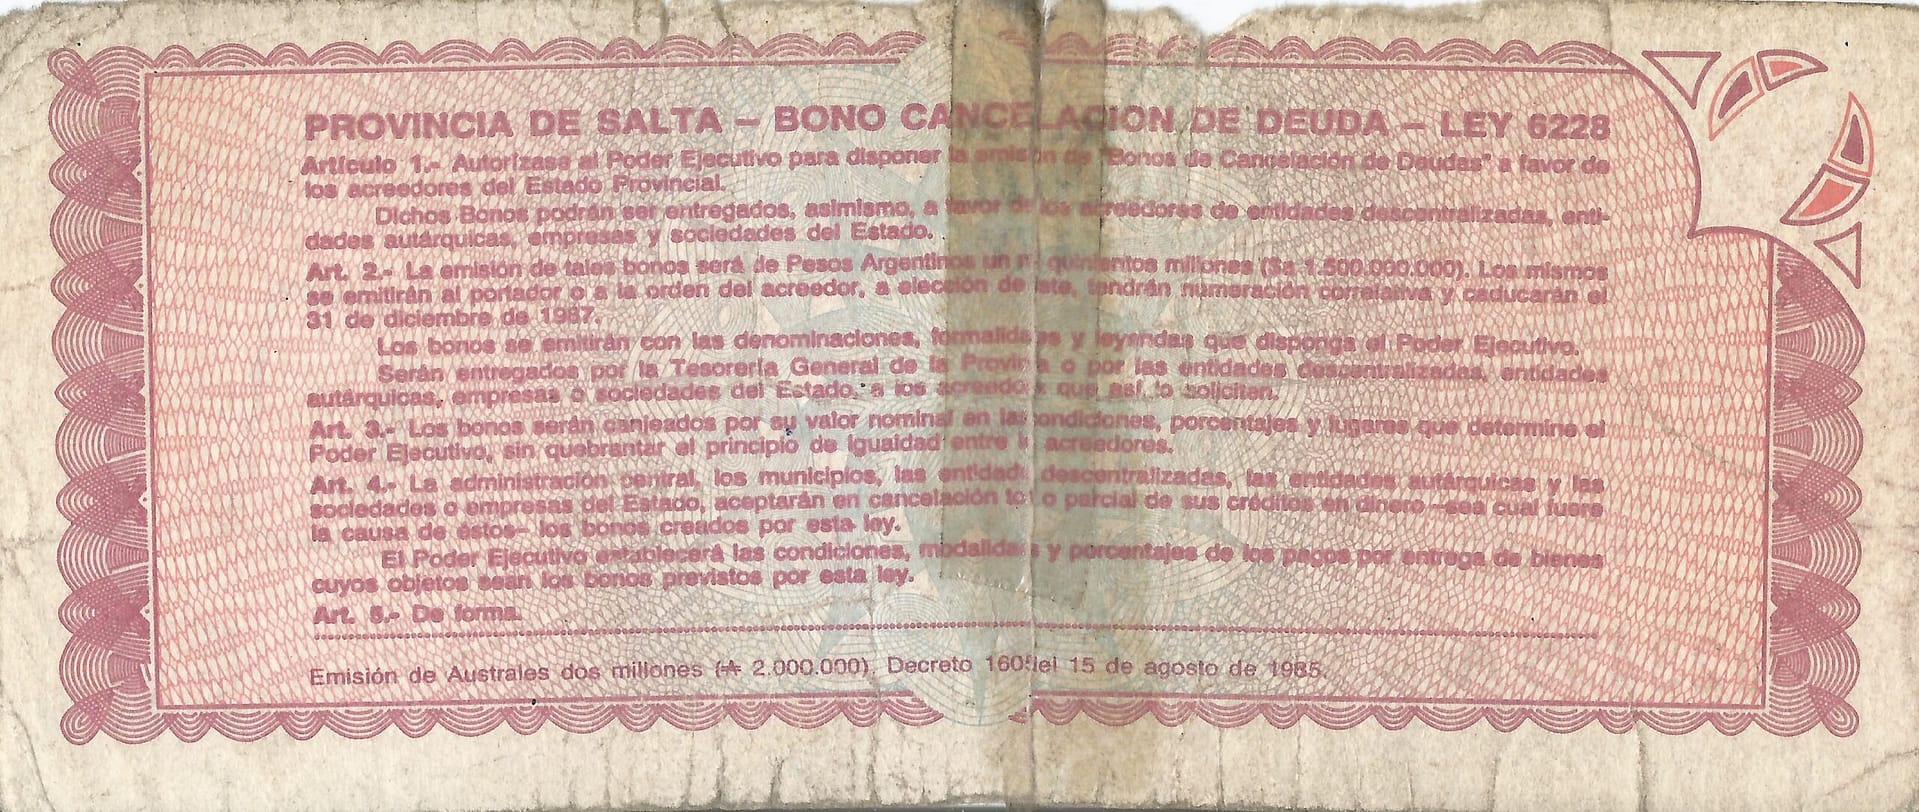 PROVINCIA DE SALTA – BONO CANCELACION DE DEUDA – LEY 6228
Artículo 1.- Autorízase al Poder Ejecutivo para disponer la emisión de "Bonos de Cancelación de Deudas" a favor de
los acreedores del Estado Provincial.
Dichos Bonos podrán ser entregados, asimismo, a favor de los acreedores de entidades descentralizadas, enti-
dades autárquicas, empresas y sociedades del Estado.
Art. 2.- La emisión de tales bonos será de Pesos Argentinos un m quinientos millones ($a 1.500.000.000). Los mismos
se emitirán al portador o a la orden del acreedor, a elección de éste, tendrán numeración correlativa y caducarán el
31 de diciembre de 1987.
Los bonos se emitirán con las denominaciones, formalidades y leyendas que disponga el Poder Ejecutivo.
Serán entregados por la Tesorería General de la Provin a o por las entidades descentralizadas, entidades
autárquicas, empresas o sociedades del Estado, a los acreedo s que así lo soliciten.
Art. 3.- Los bonos serán canjeados por su valor nominal en las condiciones, porcentajes y lugares que determine el
Poder Ejecutivo, sin quebrantar el principio de igualdad entre l acreedores.
Art. 4.- La administración central, los municipios, las entidad descentralizadas, las entidades autárquicas y las
sociedades o empresas del Estado, aceptarán en cancelación tot o parcial de sus créditos en dinero –sea cual fuere
la causa de éstos– los bonos creados por esta ley.
El Poder Ejecutivo establecerá las condiciones, modalidades y porcentajes de los pagos por entrega de bienes
cuyos objetos sean los bonos previstos por esta ley.
Art. 5.- De forma.
Emisión de Australes dos millones (₳ 2.000.000), Decreto 1605 del 15 de agosto de 1985.